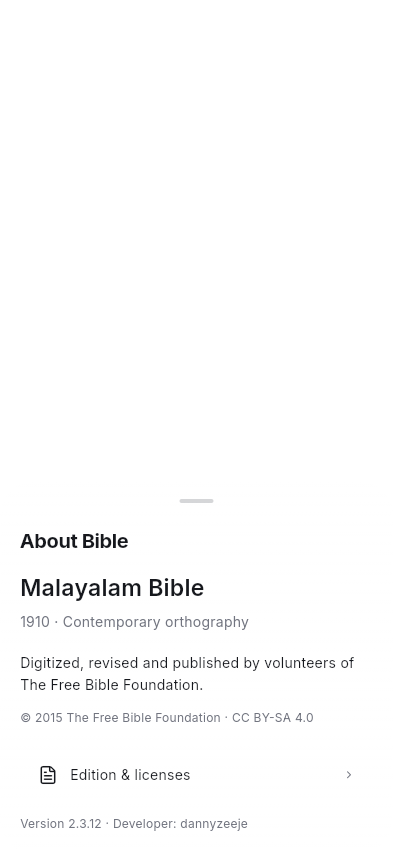 About Bible
Malayalam Bible
1910 · Contemporary orthography
Digitized, revised and published by volunteers of
The Free Bible Foundation.
© 2015 The Free Bible Foundation · CC BY-SA 4.0
Edition & licenses
Version 2.3.12 · Developer: dannyzeeje